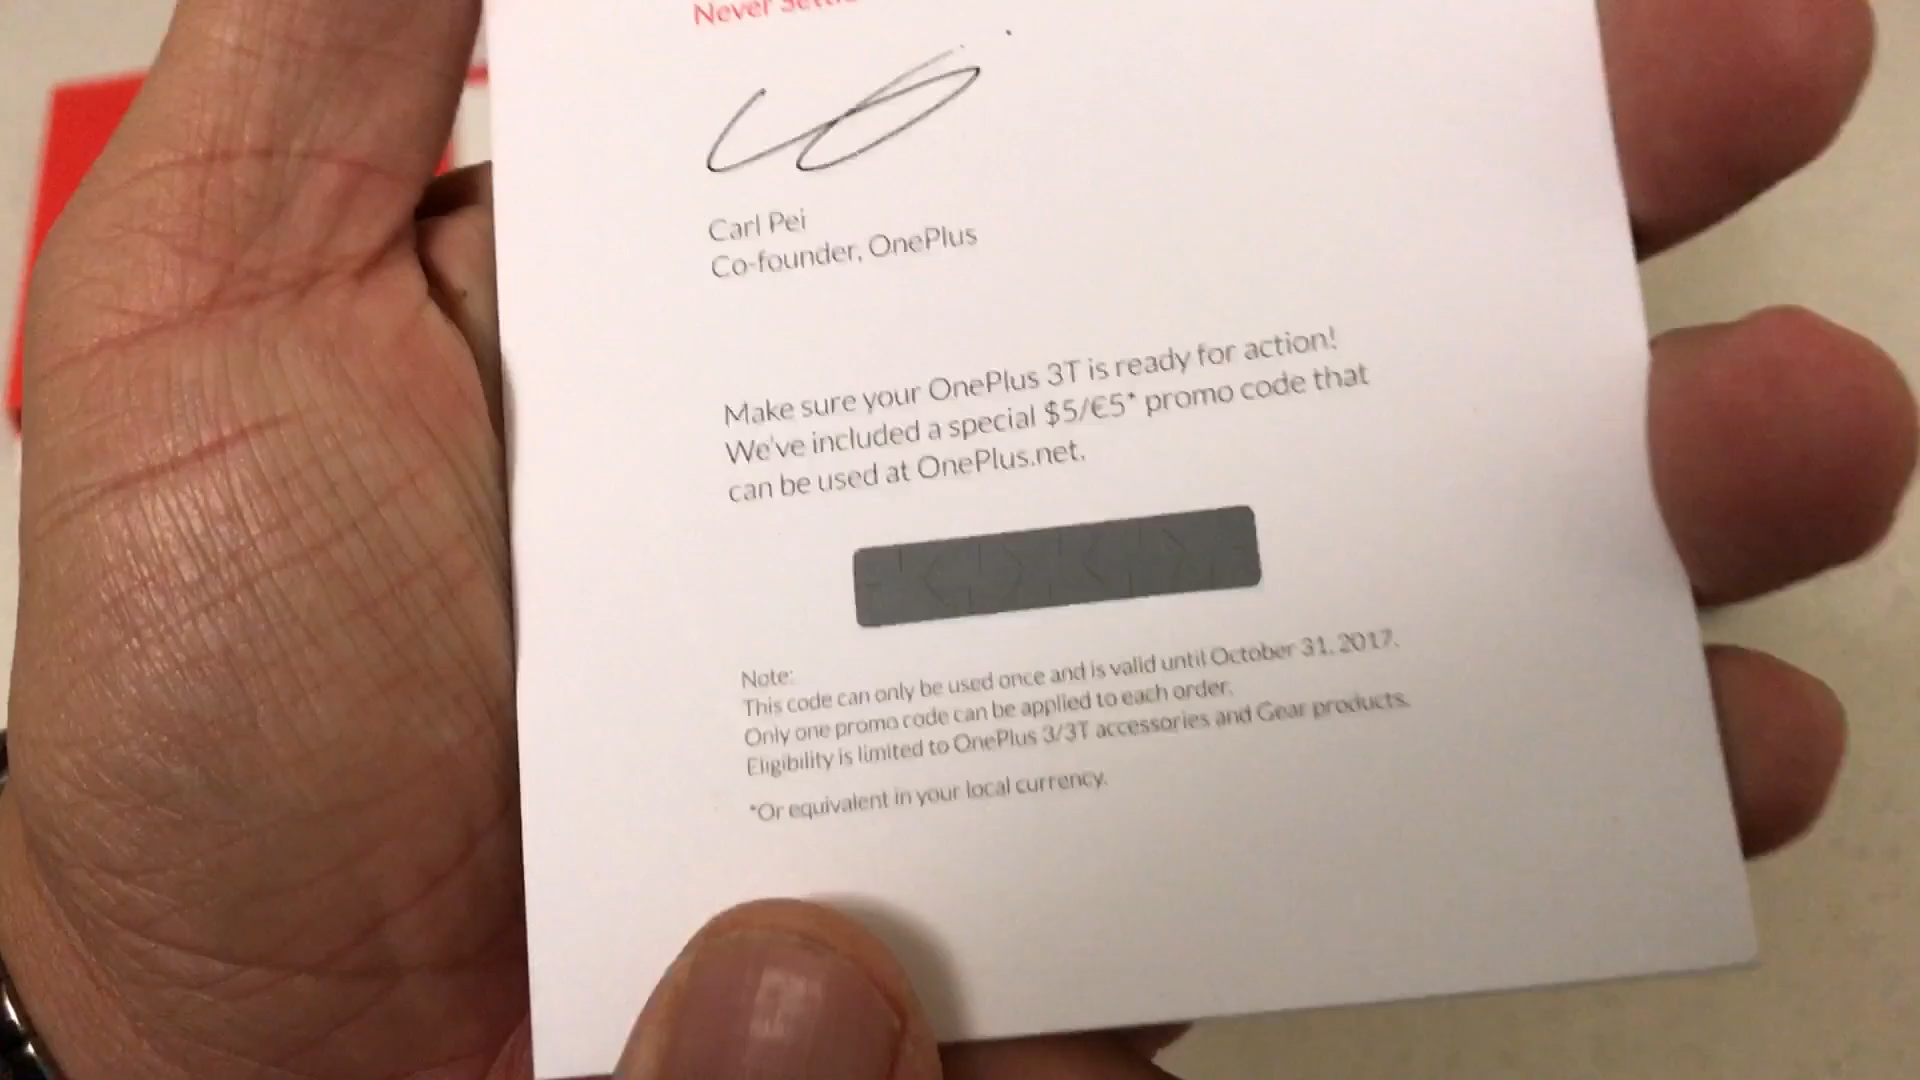 Never
Carl Pei
Co-founder, OnePlus
Make sure your OnePlus 3T is ready for action!
We've included a special $5/€5* promo code that
can be used at OnePlus.net.
Note:
This code can only be used once and is valid until October 31, 2017.
Only one promo code can be applied to each order.
Eligibility is limited to OnePlus 3/3T accessories and Gear products.
*Or equivalent in your local currency.